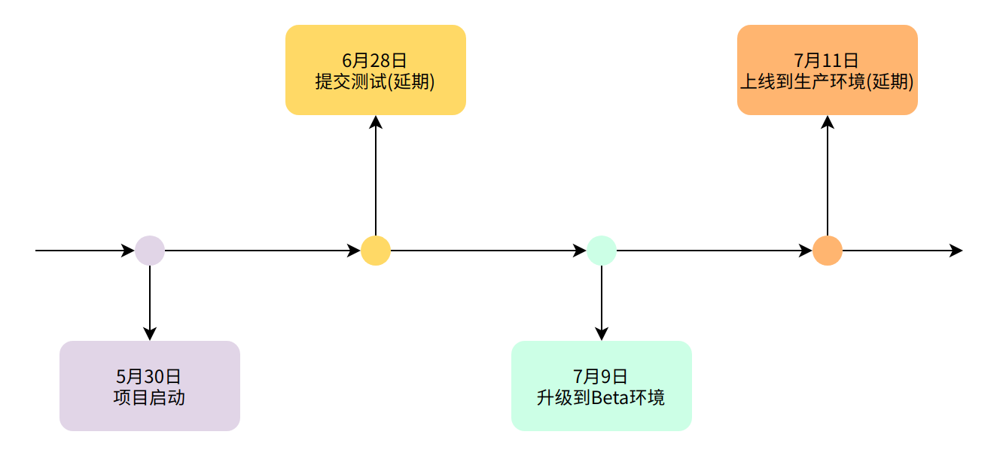 6月28日
提交测试(延期)
7月11日
上线到生产环境(延期)
5月30日
项目启动
7月9日
升级到Beta环境